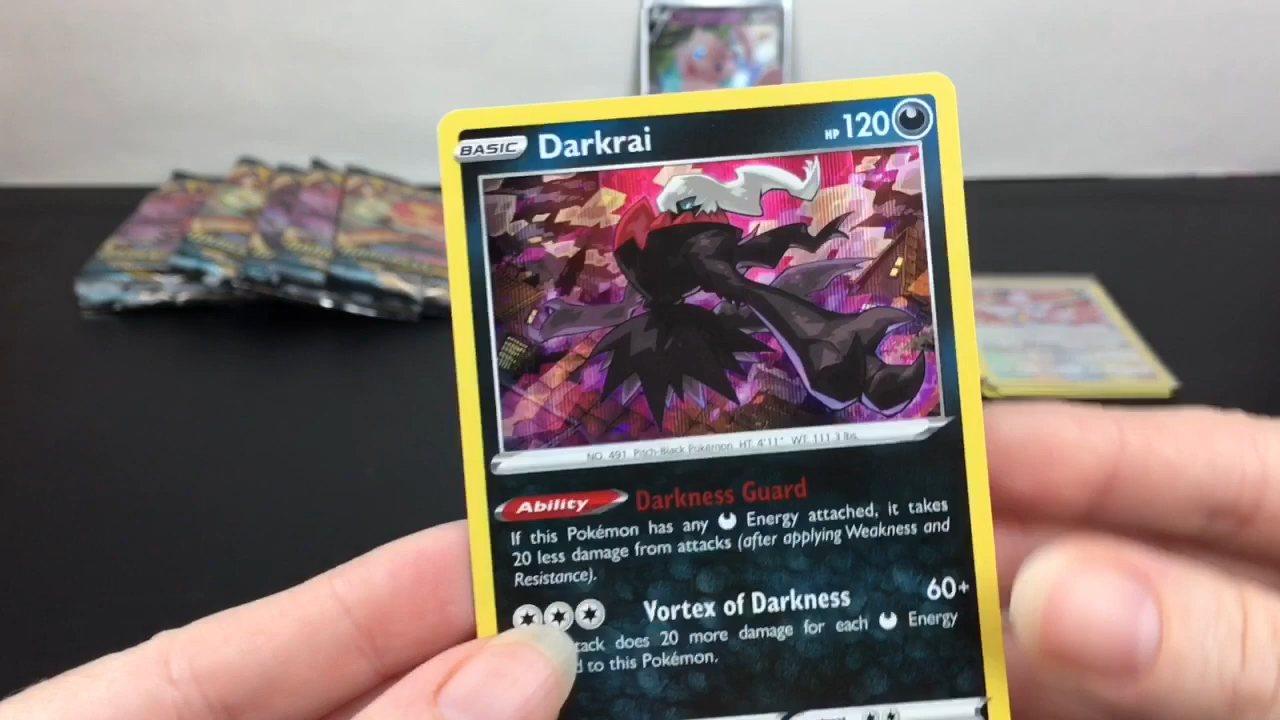 BASIC Darkrai HP 120
NO. 491 Pitch-Black Pokémon HT: 4'11" WT: 111.3 lbs.
Ability Darkness Guard
If this Pokémon has any Energy attached, it takes
20 less damage from attacks (after applying Weakness and
Resistance).
Vortex of Darkness 60+
tack does 20 more damage for each Energy
d to this Pokémon.